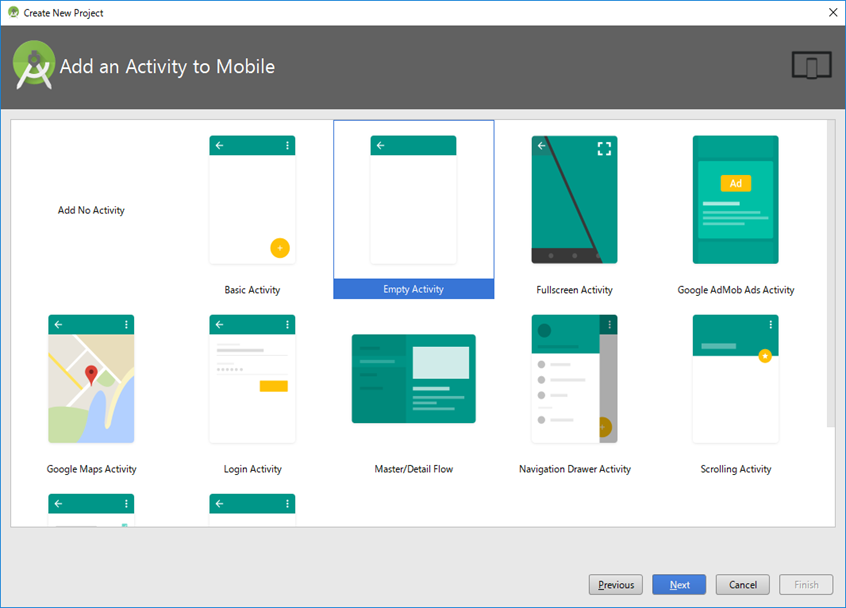 Create New Project
Add an Activity to Mobile
Add No Activity
Basic Activity
Empty Activity
Fullscreen Activity
Ad
Google AdMob Ads Activity
Google Maps Activity
Login Activity
Master/Detail Flow
Navigation Drawer Activity
Scrolling Activity
Previous
Next
Cancel
Finish